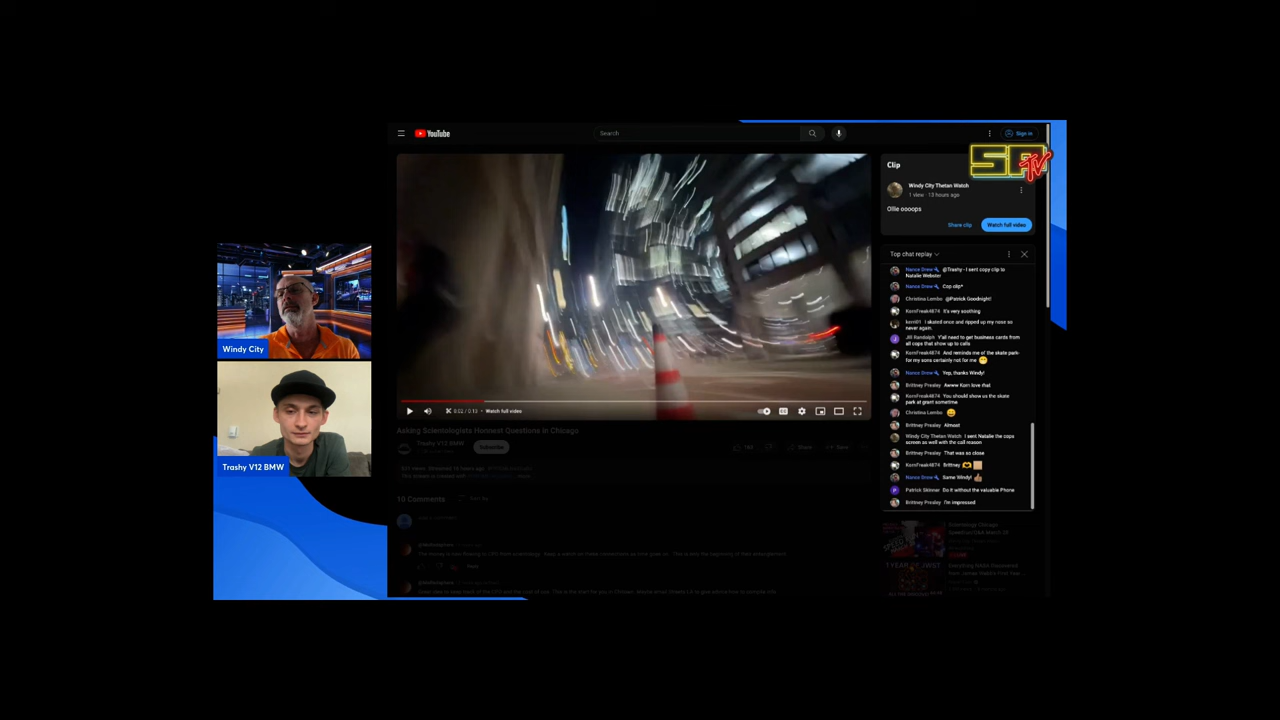 YouTube
Search
Sign in
SPTV
Clip
Windy City Thetan Watch
1 view · 13 hours ago
Ollie oooops
Share clip
Watch full video
Top chat replay
Nance Drew @Trashy - I sent copy clip to
Natalie Webster
Nance Drew Cop clip*
Christina Lembo @Patrick Goodnight!
KornFreak4874 It's very soothing
korn01 I skated once and ripped up my nose so
never again.
Jill Randolph Y'all need to get business cards from
all cops that show up to calls
KornFreak4874 And reminds me of the skate park-
for my sons certainly not for me
Nance Drew Yep, thanks Windy!
Brittney Presley Awww Korn love that
KornFreak4874 You should show us the skate
park at grant sometime
Christina Lembo
Brittney Presley Almost
Windy City Thetan Watch I sent Natalie the cops
screen as well with the call reason
Brittney Presley That was so close
KornFreak4874 Brittney
Nance Drew Same Windy!
Patrick Skinner Do it without the valuable Phone
Brittney Presley I'm impressed
Windy City
Trashy V12 BMW
0:02 / 0:13 • Watch full video
Asking Scientologists Honnest Questions in Chicago
Trashy V12 BMW
Subscribe
Share
10 Comments